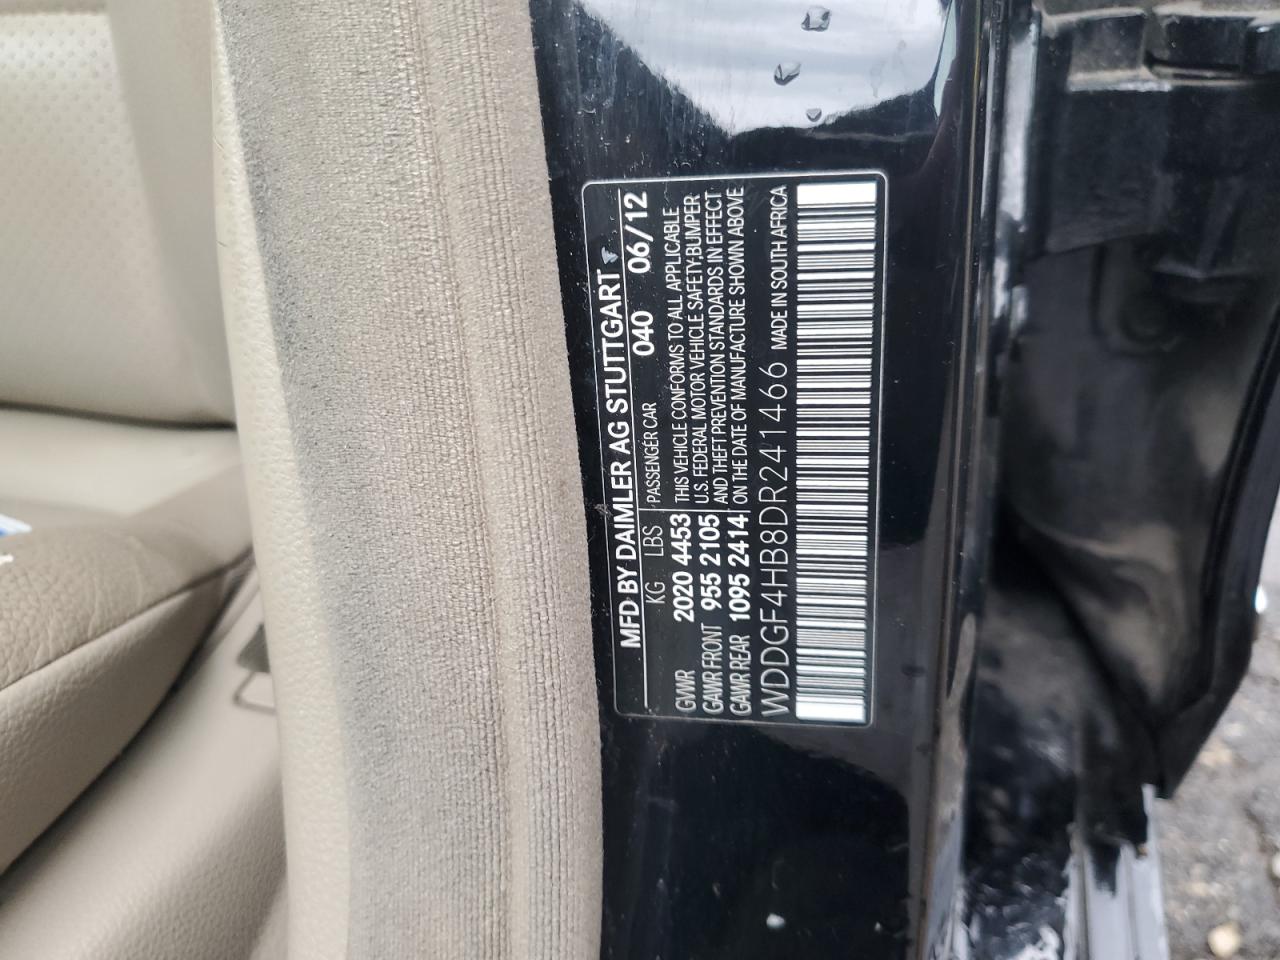 MFD BY DAIMLER AG STUTTGART
KG LBS PASSENGER CAR 040 06/12
GVWR 2020 4453 THIS VEHICLE CONFORMS TO ALL APPLICABLE
GAWR FRONT 955 2105 U.S. FEDERAL MOTOR VEHICLE SAFETY, BUMPER
GAWR REAR 1095 2414 AND THEFT PREVENTION STANDARDS IN EFFECT
ON THE DATE OF MANUFACTURE SHOWN ABOVE
WDDGF4HB8DR241466 MADE IN SOUTH AFRICA